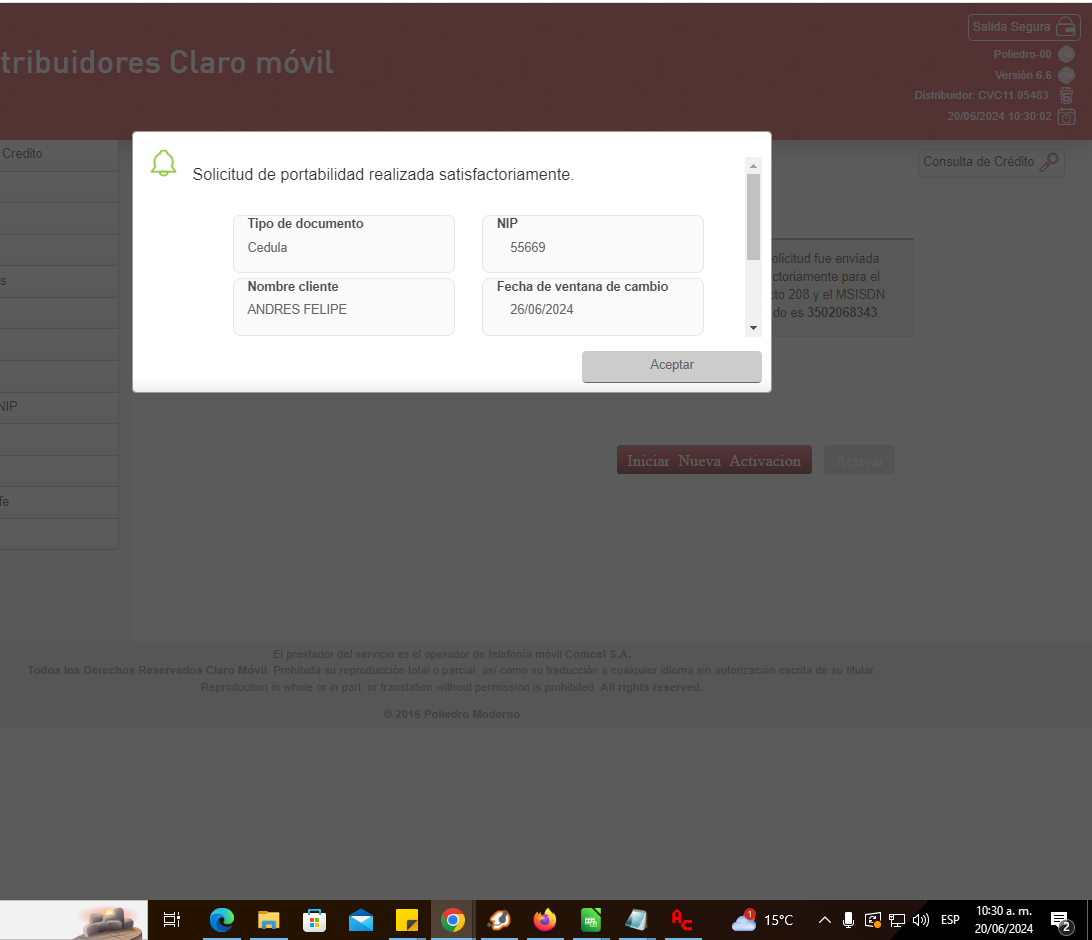 Salida Segura
tribuidores Claro móvil
Poliedro-00
Versión 6.6
Distribuidor: CVC11.05483.
20/06/2024 10:30:02
Credito
Consulta de Crédito
Solicitud de portabilidad realizada satisfactoriamente.
Tipo de documento
Cedula
NIP
55669
Nombre cliente
ANDRES FELIPE
Fecha de ventana de cambio
26/06/2024
Aceptar
olicitud fue enviada
ctoriamente para el
cto 208 y el MSISDN
do es 3502068343.
s
NIP
fe
Iniciar Nueva Activacion
Activar
El prestador del servicio es el operador de telefonía móvil Comcel S.A.
Todos los Derechos Reservados Claro Móvil. Prohibida su reproducción total o parcial, así como su traducción a cualquier idioma sin autorización escrita de su titular.
Reproduction in whole or in part, or translation without permission is prohibited. All rights reserved.
© 2016 Poliedro Moderno
1
15°C
ESP
10:30 a. m.
20/06/2024
2